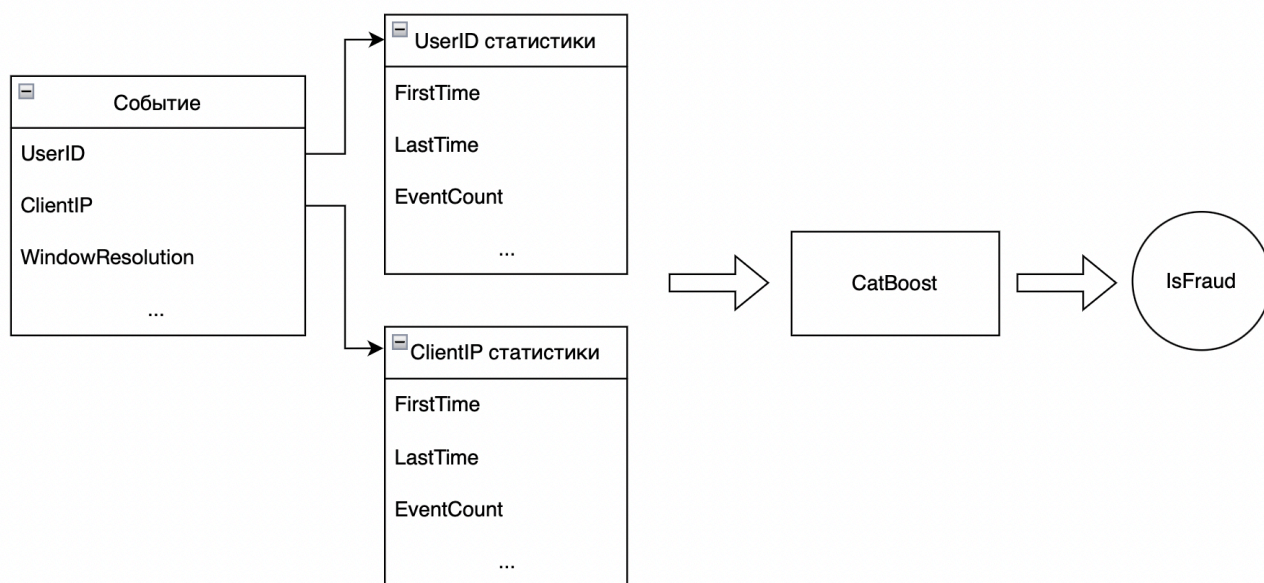 Событие
UserID
ClientIP
WindowResolution
...
UserID статистики
FirstTime
LastTime
EventCount
...
ClientIP статистики
FirstTime
LastTime
EventCount
...
CatBoost
IsFraud